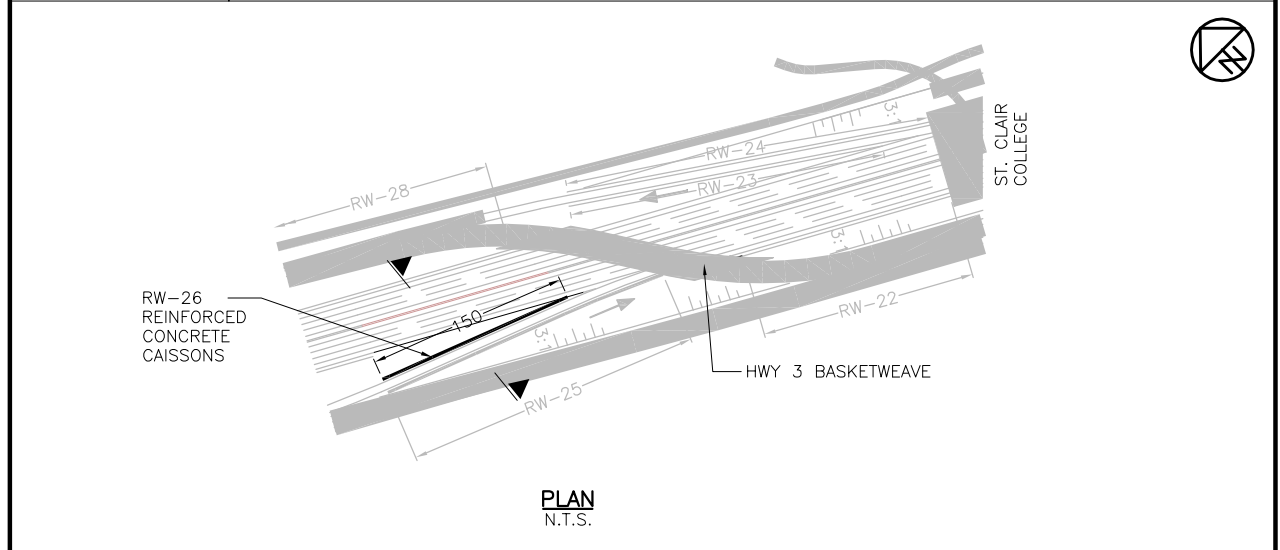 ST. CLAIR
COLLEGE
3:1
RW-24
RW-23
RW-28
3:1
RW-26
REINFORCED
CONCRETE
CAISSONS
150
3:1
RW-22
HWY 3 BASKETWEAVE
RW-25
PLAN
N.T.S.